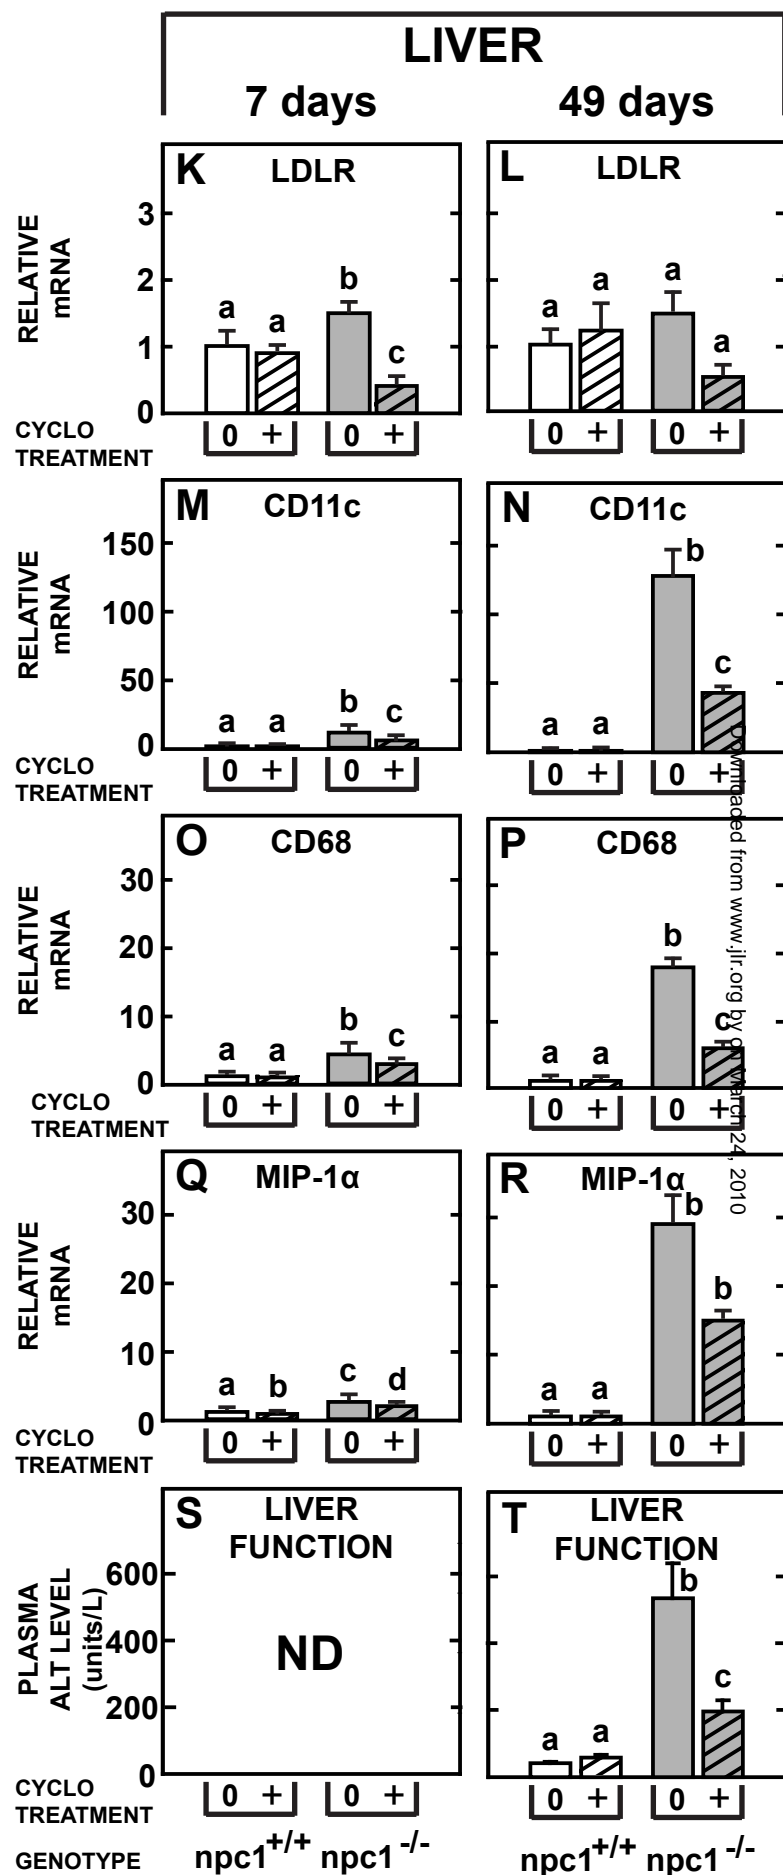 LIVER
7 days 49 days
K LDLR L LDLR
RELATIVE
mRNA
3
2
1
0
a a b c
a a a a
CYCLO
TREATMENT
0 + 0 + 0 + 0 +
M CD11c N CD11c
RELATIVE
mRNA
150
100
50
0
a a b c
a a b c
CYCLO
TREATMENT
0 + 0 + 0 + 0 +
O CD68 P CD68
RELATIVE
mRNA
30
20
10
0
a a b c
a a b c
CYCLO
TREATMENT
0 + 0 + 0 + 0 +
Q MIP-1α R MIP-1α
RELATIVE
mRNA
30
20
10
0
a b c d
a a b b
CYCLO
TREATMENT
0 + 0 + 0 + 0 +
S LIVER
FUNCTION
T LIVER
FUNCTION
PLASMA
ALT LEVEL
(units/L)
600
400
200
0
ND
a a b c
CYCLO
TREATMENT
0 + 0 + 0 + 0 +
GENOTYPE npc1+/+ npc1-/- npc1+/+ npc1-/-
Downloaded from www.jlr.org by on March 24, 2010